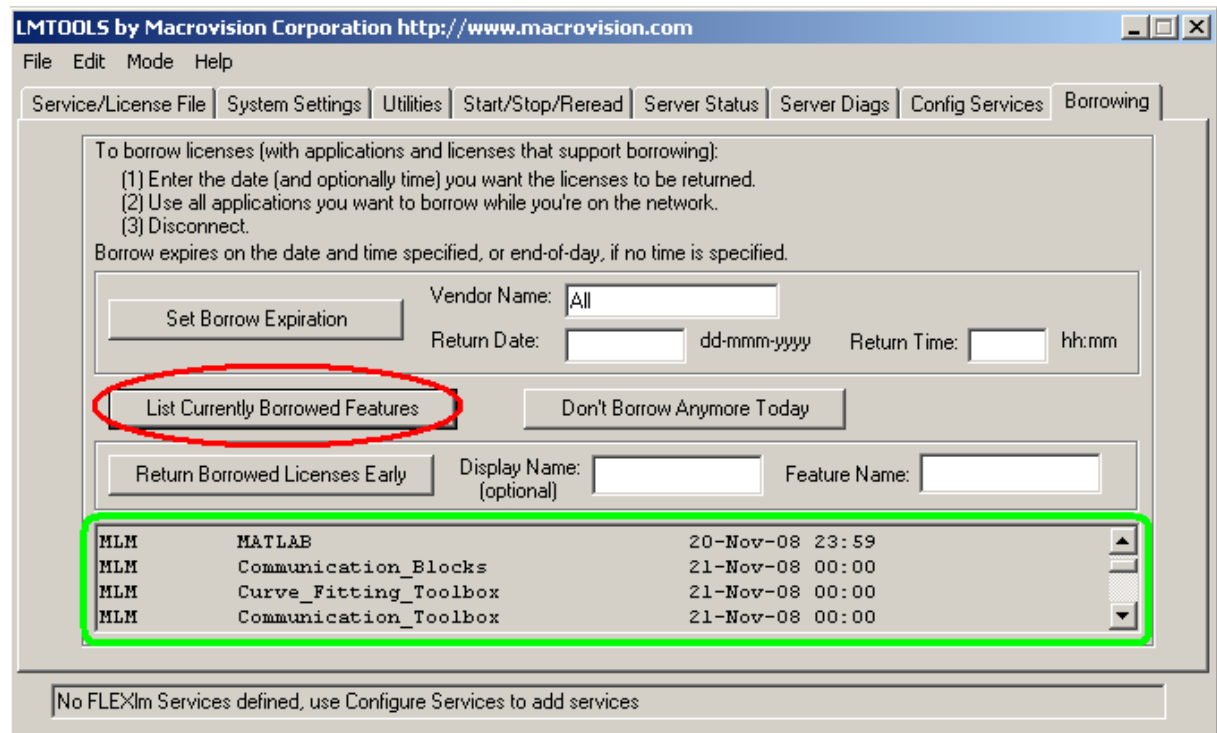 LMTOOLS by Macrovision Corporation http://www.macrovision.com
File Edit Mode Help
Service/License File System Settings Utilities Start/Stop/Reread Server Status Server Diags Config Services Borrowing
To borrow licenses (with applications and licenses that support borrowing):
(1) Enter the date (and optionally time) you want the licenses to be returned.
(2) Use all applications you want to borrow while you're on the network.
(3) Disconnect.
Borrow expires on the date and time specified, or end-of-day, if no time is specified.
Set Borrow Expiration Vendor Name: All
Return Date: dd-mmm-yyyy Return Time: hh:mm
List Currently Borrowed Features Don't Borrow Anymore Today
Return Borrowed Licenses Early Display Name: (optional) Feature Name:
MLM MATLAB 20-Nov-08 23:59
MLM Communication_Blocks 21-Nov-08 00:00
MLM Curve_Fitting_Toolbox 21-Nov-08 00:00
MLM Communication_Toolbox 21-Nov-08 00:00
No FLEXlm Services defined, use Configure Services to add services